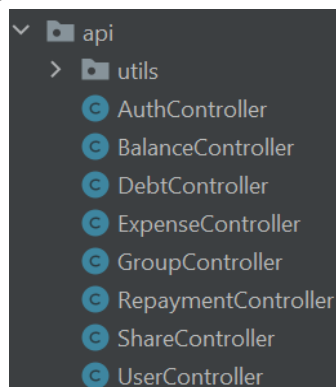 api
utils
C AuthController
C BalanceController
C DebtController
C ExpenseController
C GroupController
C RepaymentController
C ShareController
C UserController